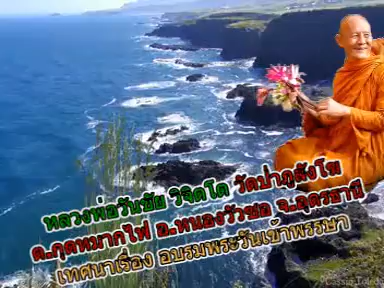 หลวงพ่อวันชัย วิจิตโต วัดป่าภูสังโฆ
ต.กุดหมากไฟ อ.หนองวัวซอ จ.อุดรธานี
เทศนาเรื่อง อบรมพระวันเข้าพรรษา